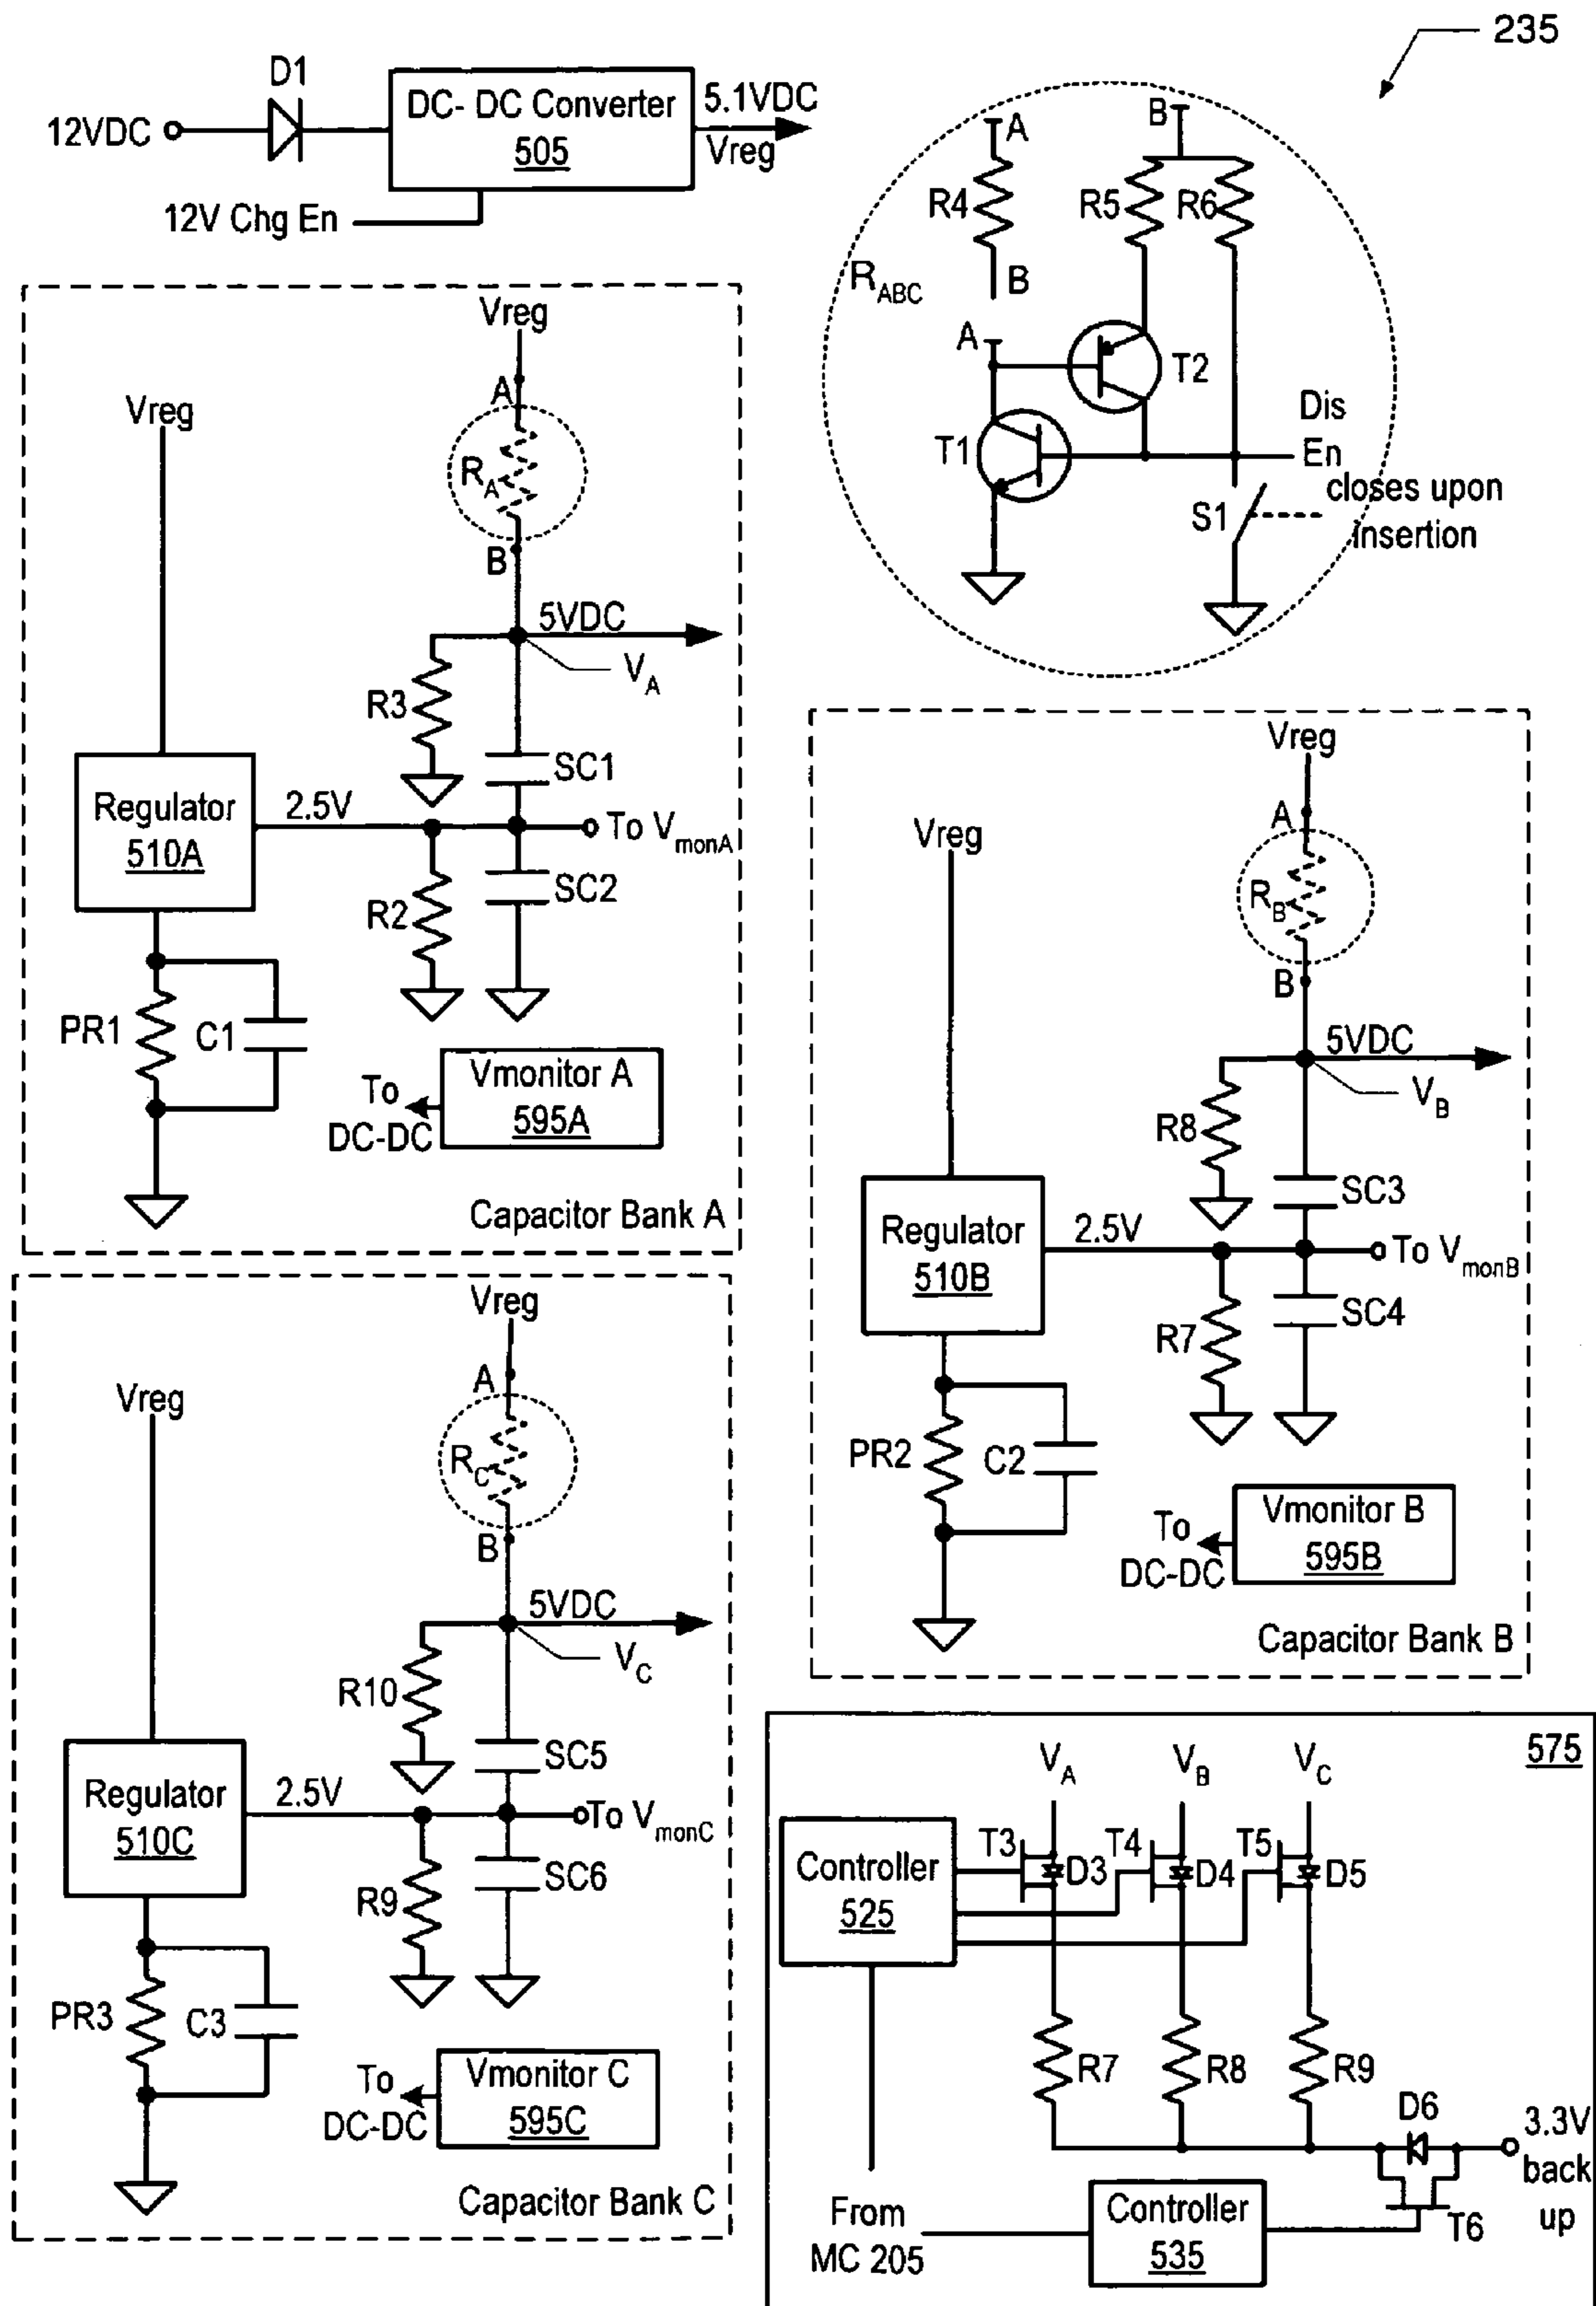 235
D1
12VDC
DC- DC Converter
505
5.1VDC
Vreg
12V Chg En
A
B
R4
R5
R6
RABC
B
A
T2
T1
Dis
En
S1
closes upon
insertion
Vreg
Vreg
A
RA
B
5VDC
VA
R3
SC1
Regulator
510A
2.5V
To VmonA
R2
SC2
PR1
C1
To
DC-DC
Vmonitor A
595A
Capacitor Bank A
Vreg
Vreg
A
RB
B
5VDC
VB
R8
SC3
Regulator
510B
2.5V
To VmonB
R7
SC4
PR2
C2
To
DC-DC
Vmonitor B
595B
Capacitor Bank B
Vreg
Vreg
A
RC
B
5VDC
VC
R10
SC5
Regulator
510C
2.5V
To VmonC
R9
SC6
PR3
C3
To
DC-DC
Vmonitor C
595C
Capacitor Bank C
575
VA
VB
VC
Controller
525
T3
D3
T4
D4
T5
D5
R7
R8
R9
D6
3.3V
back
up
T6
From
MC 205
Controller
535